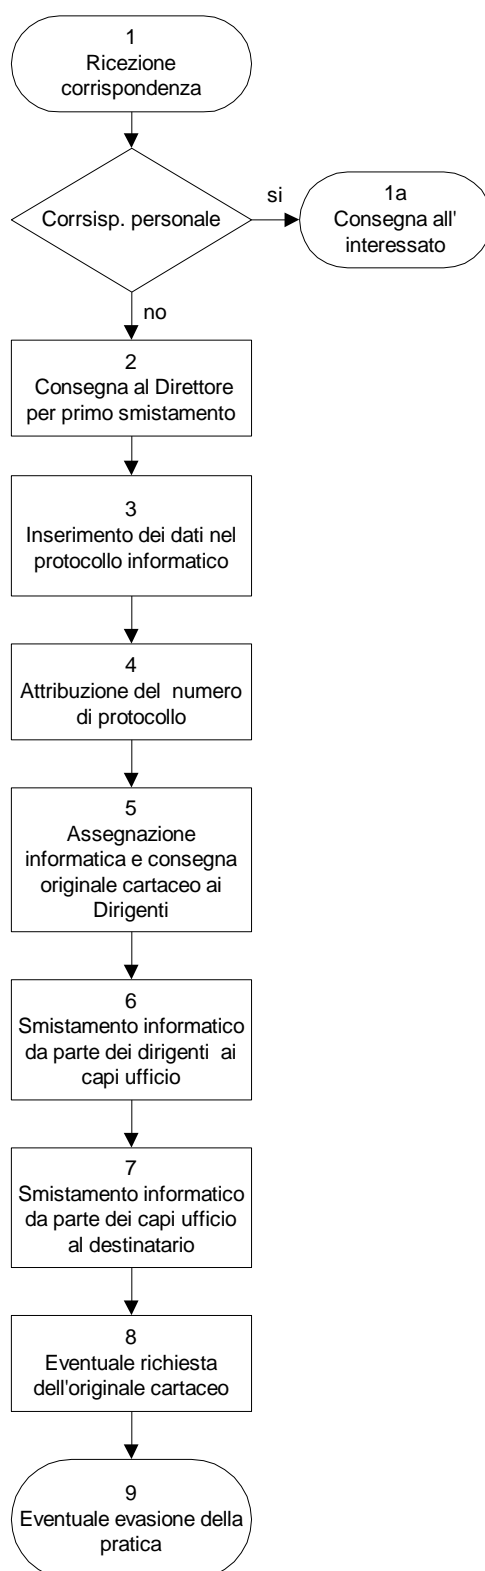 1
Ricezione
corrispondenza
Corrsisp. personale
si
1a
Consegna all'
interessato
no
2
Consegna al Direttore
per primo smistamento
3
Inserimento dei dati nel
protocollo informatico
4
Attribuzione del numero
di protocollo
5
Assegnazione
informatica e consegna
originale cartaceo ai
Dirigenti
6
Smistamento informatico
da parte dei dirigenti ai
capi ufficio
7
Smistamento informatico
da parte dei capi ufficio
al destinatario
8
Eventuale richiesta
dell'originale cartaceo
9
Eventuale evasione della
pratica